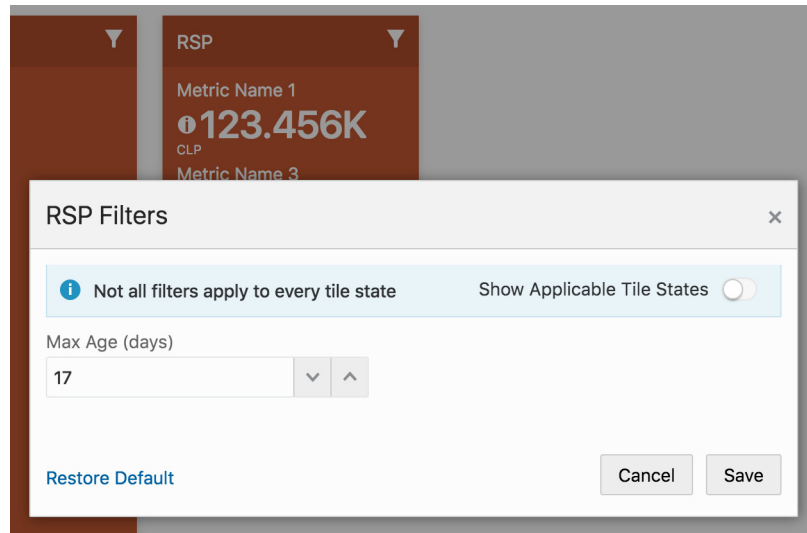 RSP
Metric Name 1
123.456K
CLP
Metric Name 3
RSP Filters
Not all filters apply to every tile state
Show Applicable Tile States
Max Age (days)
17
Restore Default
Cancel
Save